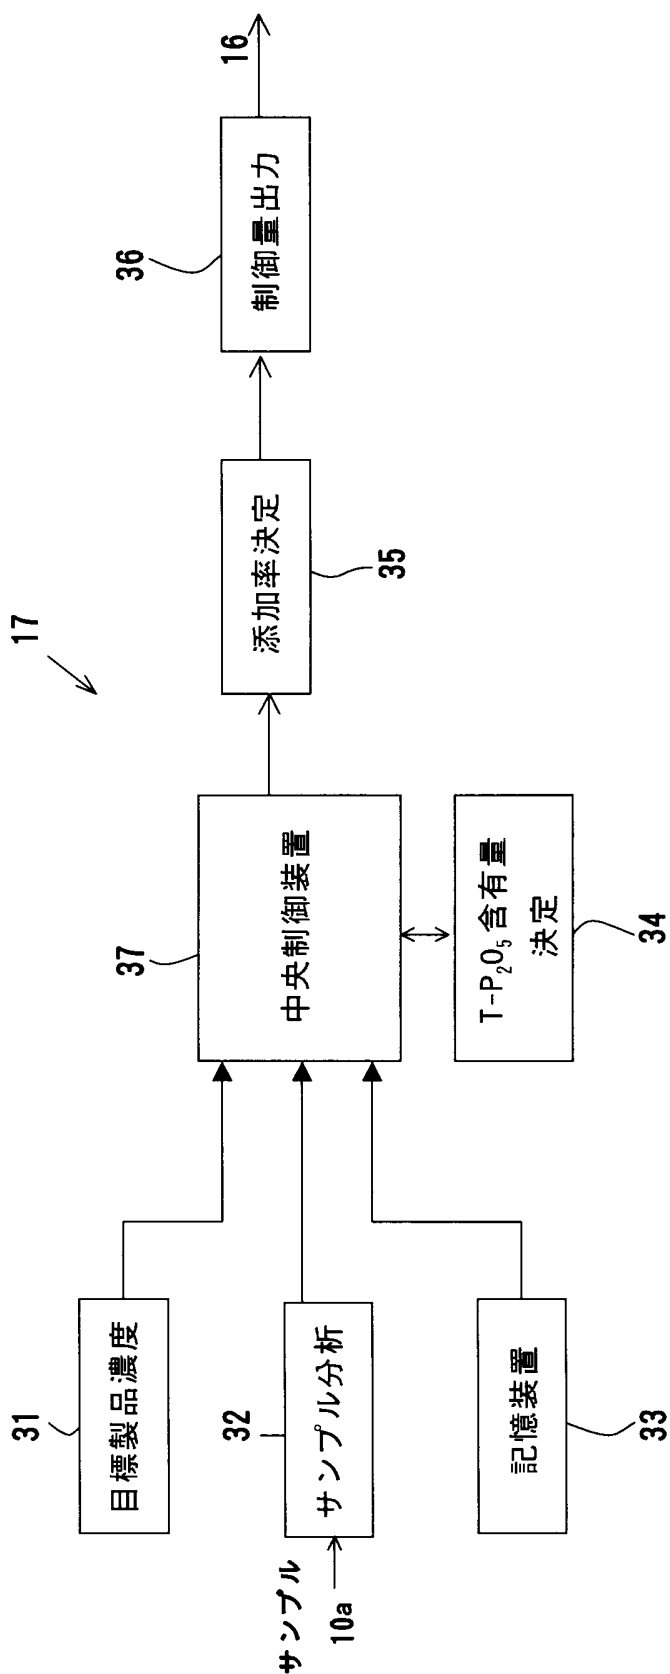 17
31
目標製品濃度
サンプル
10a
32
サンプル分析
記憶装置
33
37
中央制御装置
T-P₂O₅含有量
決定
34
添加率決定
35
36
制御量出力
16